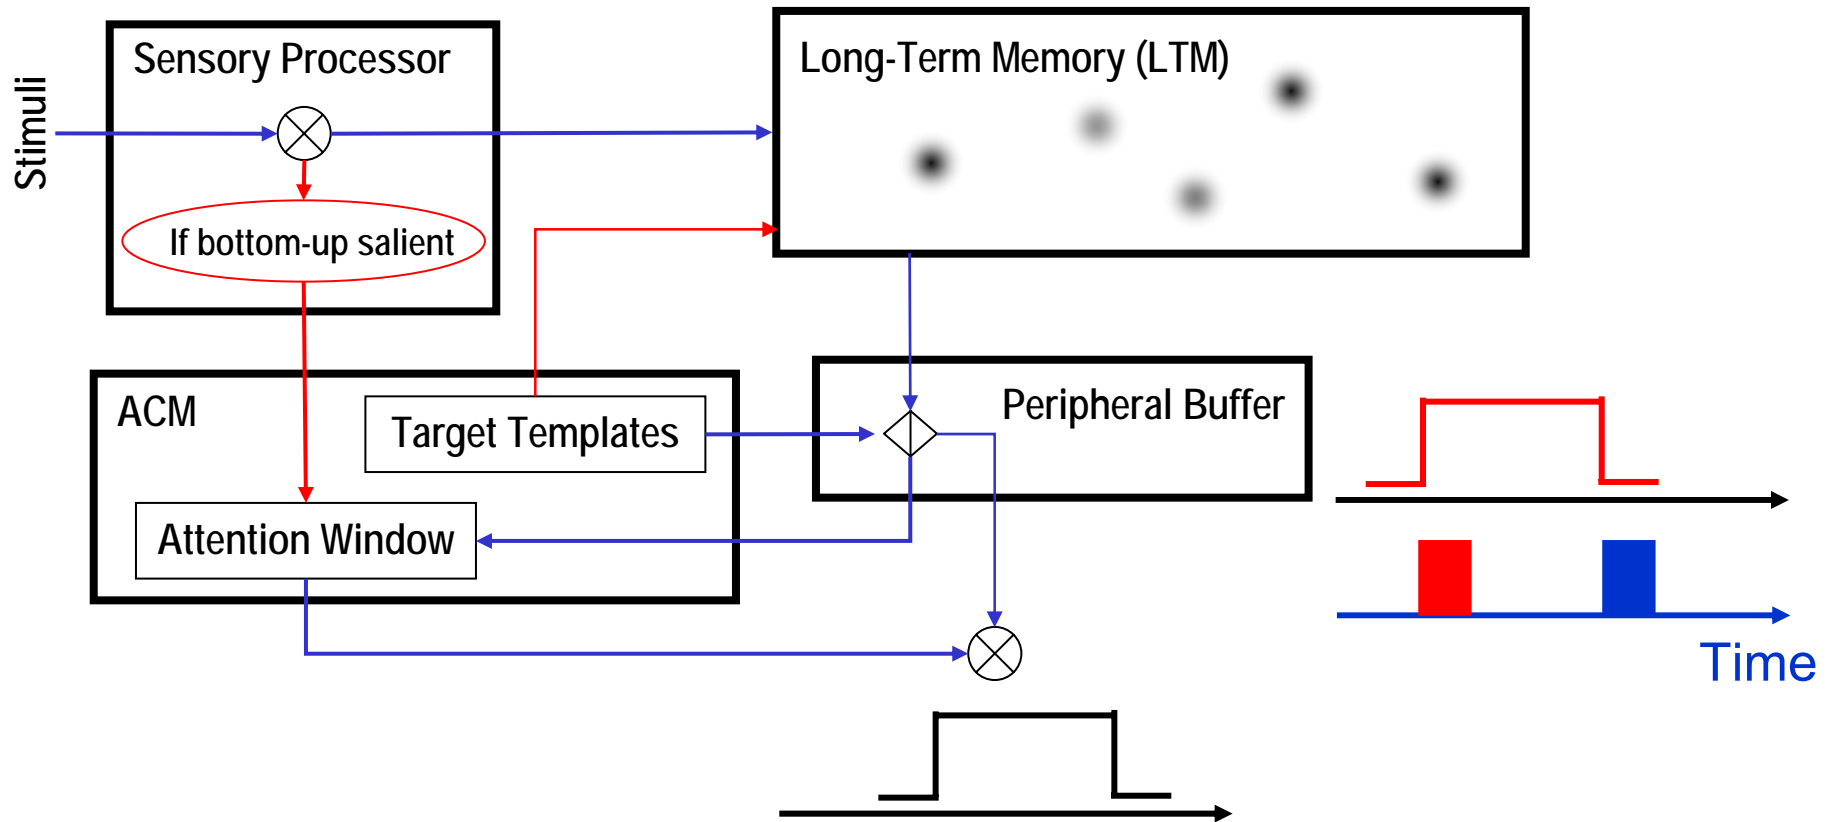 Stimuli
Sensory Processor
If bottom-up salient
Long-Term Memory (LTM)
ACM
Target Templates
Attention Window
Peripheral Buffer
Time